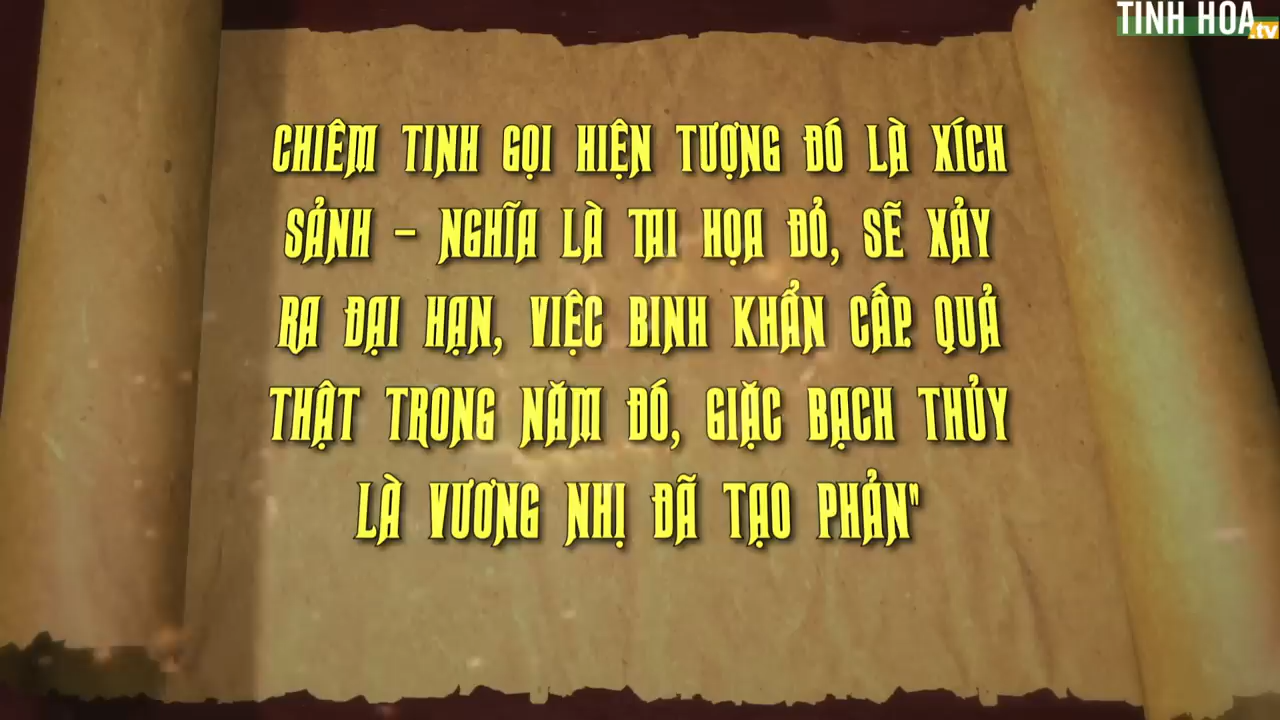 TINH HOA
.tv
CHIÊM TINH GỌI HIỆN TƯỢNG ĐÓ LÀ XÍCH
SẢNH - NGHĨA LÀ TAI HỌA ĐỎ, SẼ XẢY
RA ĐẠI HẠN, VIỆC BINH KHẨN CẤP. QUẢ
THẬT TRONG NĂM ĐÓ, GIẶC BẠCH THỦY
LÀ VƯƠNG NHỊ ĐÃ TẠO PHẢN"